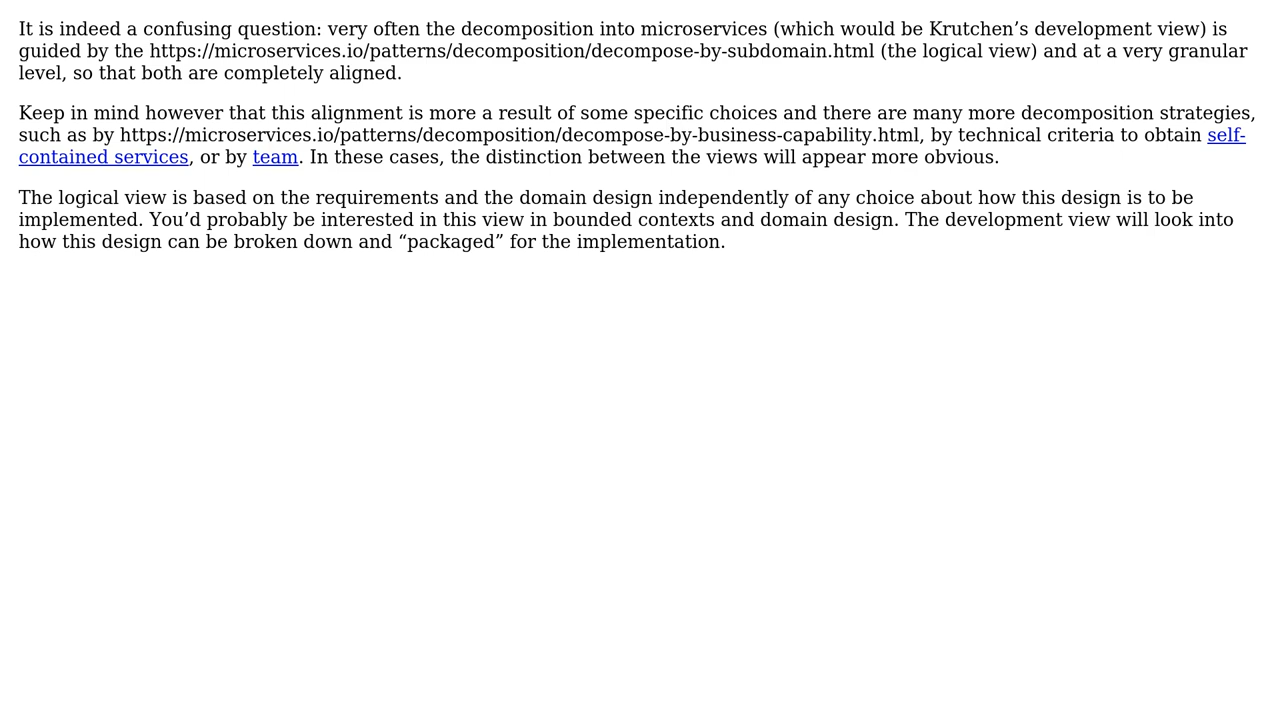 It is indeed a confusing question: very often the decomposition into microservices (which would be Krutchen’s development view) is
guided by the https://microservices.io/patterns/decomposition/decompose-by-subdomain.html (the logical view) and at a very granular
level, so that both are completely aligned.
Keep in mind however that this alignment is more a result of some specific choices and there are many more decomposition strategies,
such as by https://microservices.io/patterns/decomposition/decompose-by-business-capability.html, by technical criteria to obtain self-
contained services, or by team. In these cases, the distinction between the views will appear more obvious.
The logical view is based on the requirements and the domain design independently of any choice about how this design is to be
implemented. You’d probably be interested in this view in bounded contexts and domain design. The development view will look into
how this design can be broken down and “packaged” for the implementation.